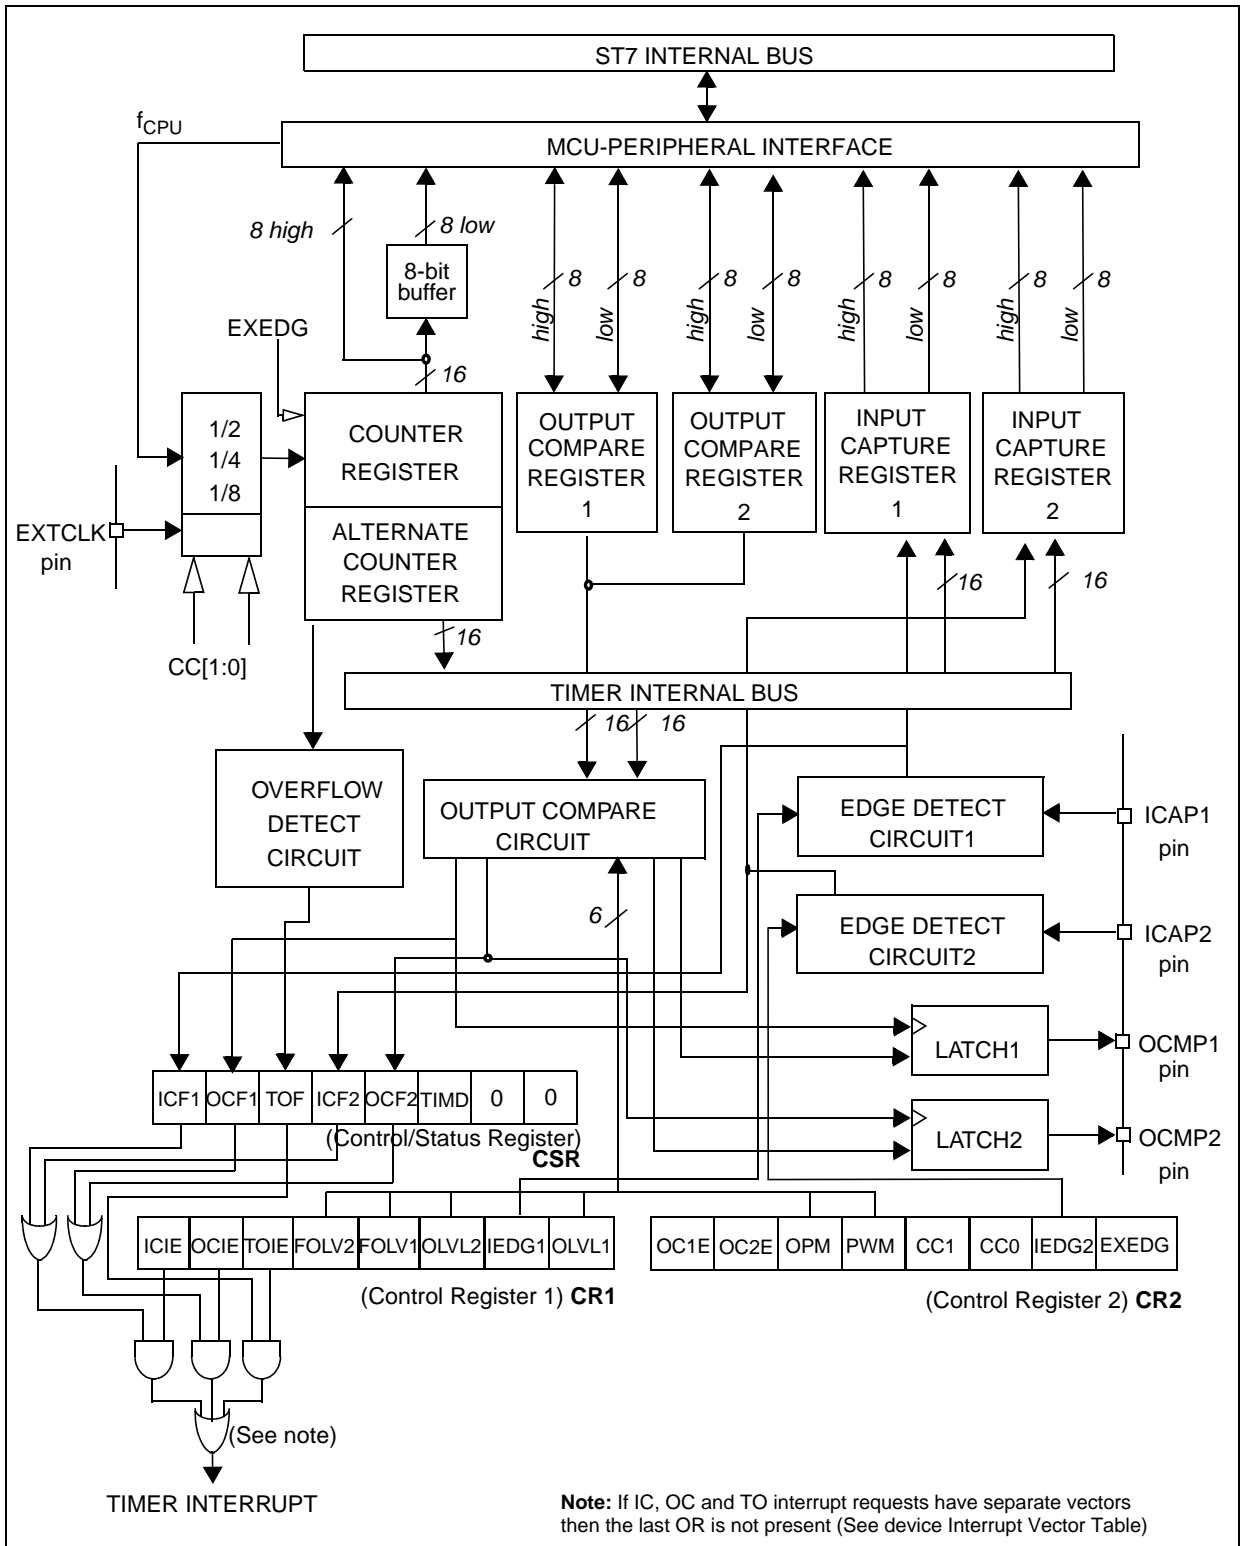 ST7 INTERNAL BUS
fCPU
MCU-PERIPHERAL INTERFACE
8 high
8 low
8-bit
buffer
8
8
8
8
8
8
8
8
high
low
high
low
high
low
high
low
EXEDG
16
1/2
1/4
1/8
COUNTER
REGISTER
OUTPUT
COMPARE
REGISTER
1
OUTPUT
COMPARE
REGISTER
2
INPUT
CAPTURE
REGISTER
1
INPUT
CAPTURE
REGISTER
2
EXTCLK
pin
ALTERNATE
COUNTER
REGISTER
16
16
16
CC[1:0]
TIMER INTERNAL BUS
16
16
OVERFLOW
DETECT
CIRCUIT
OUTPUT COMPARE
CIRCUIT
EDGE DETECT
CIRCUIT1
ICAP1
pin
6
EDGE DETECT
CIRCUIT2
ICAP2
pin
LATCH1
OCMP1
pin
ICF1 OCF1 TOF ICF2 OCF2 TIMD 0 0
(Control/Status Register)
CSR
LATCH2
OCMP2
pin
ICIE OCIE TOIE FOLV2 FOLV1 OLVL2 IEDG1 OLVL1
(Control Register 1) CR1
OC1E OC2E OPM PWM CC1 CC0 IEDG2 EXEDG
(Control Register 2) CR2
(See note)
TIMER INTERRUPT
Note: If IC, OC and TO interrupt requests have separate vectors
then the last OR is not present (See device Interrupt Vector Table)